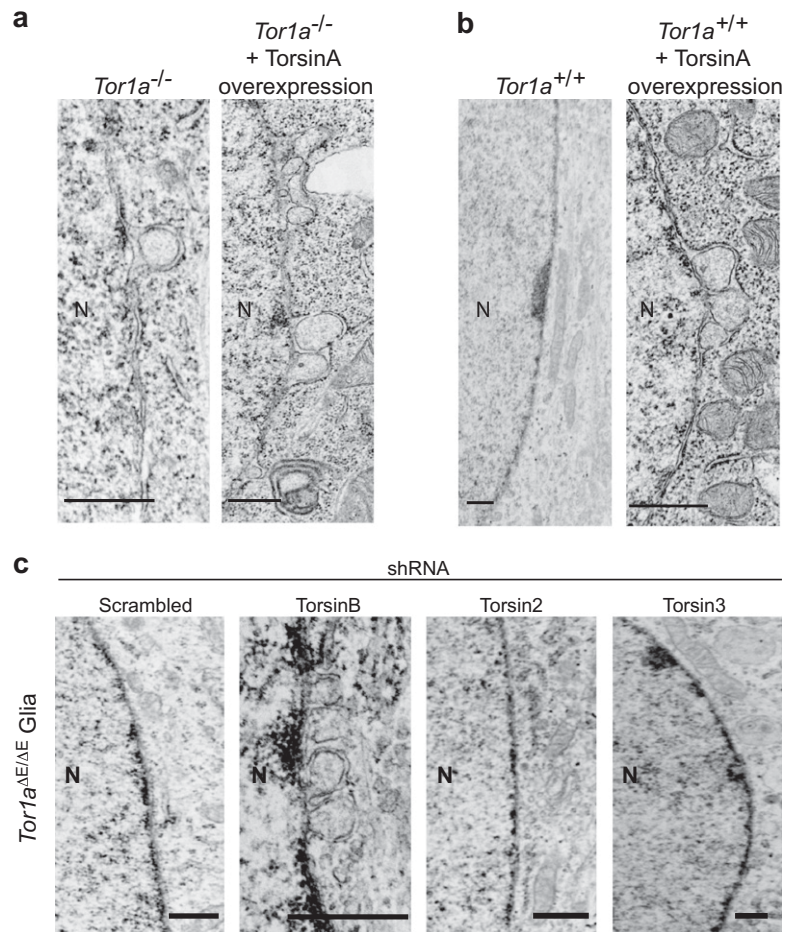 a
Tor1a-/-
Tor1a-/-
+ TorsinA
overexpression
N
N
b
Tor1a+/+
Tor1a+/+
+ TorsinA
overexpression
N
N
c
shRNA
Scrambled
TorsinB
Torsin2
Torsin3
Tor1aΔE/ΔE Glia
N
N
N
N